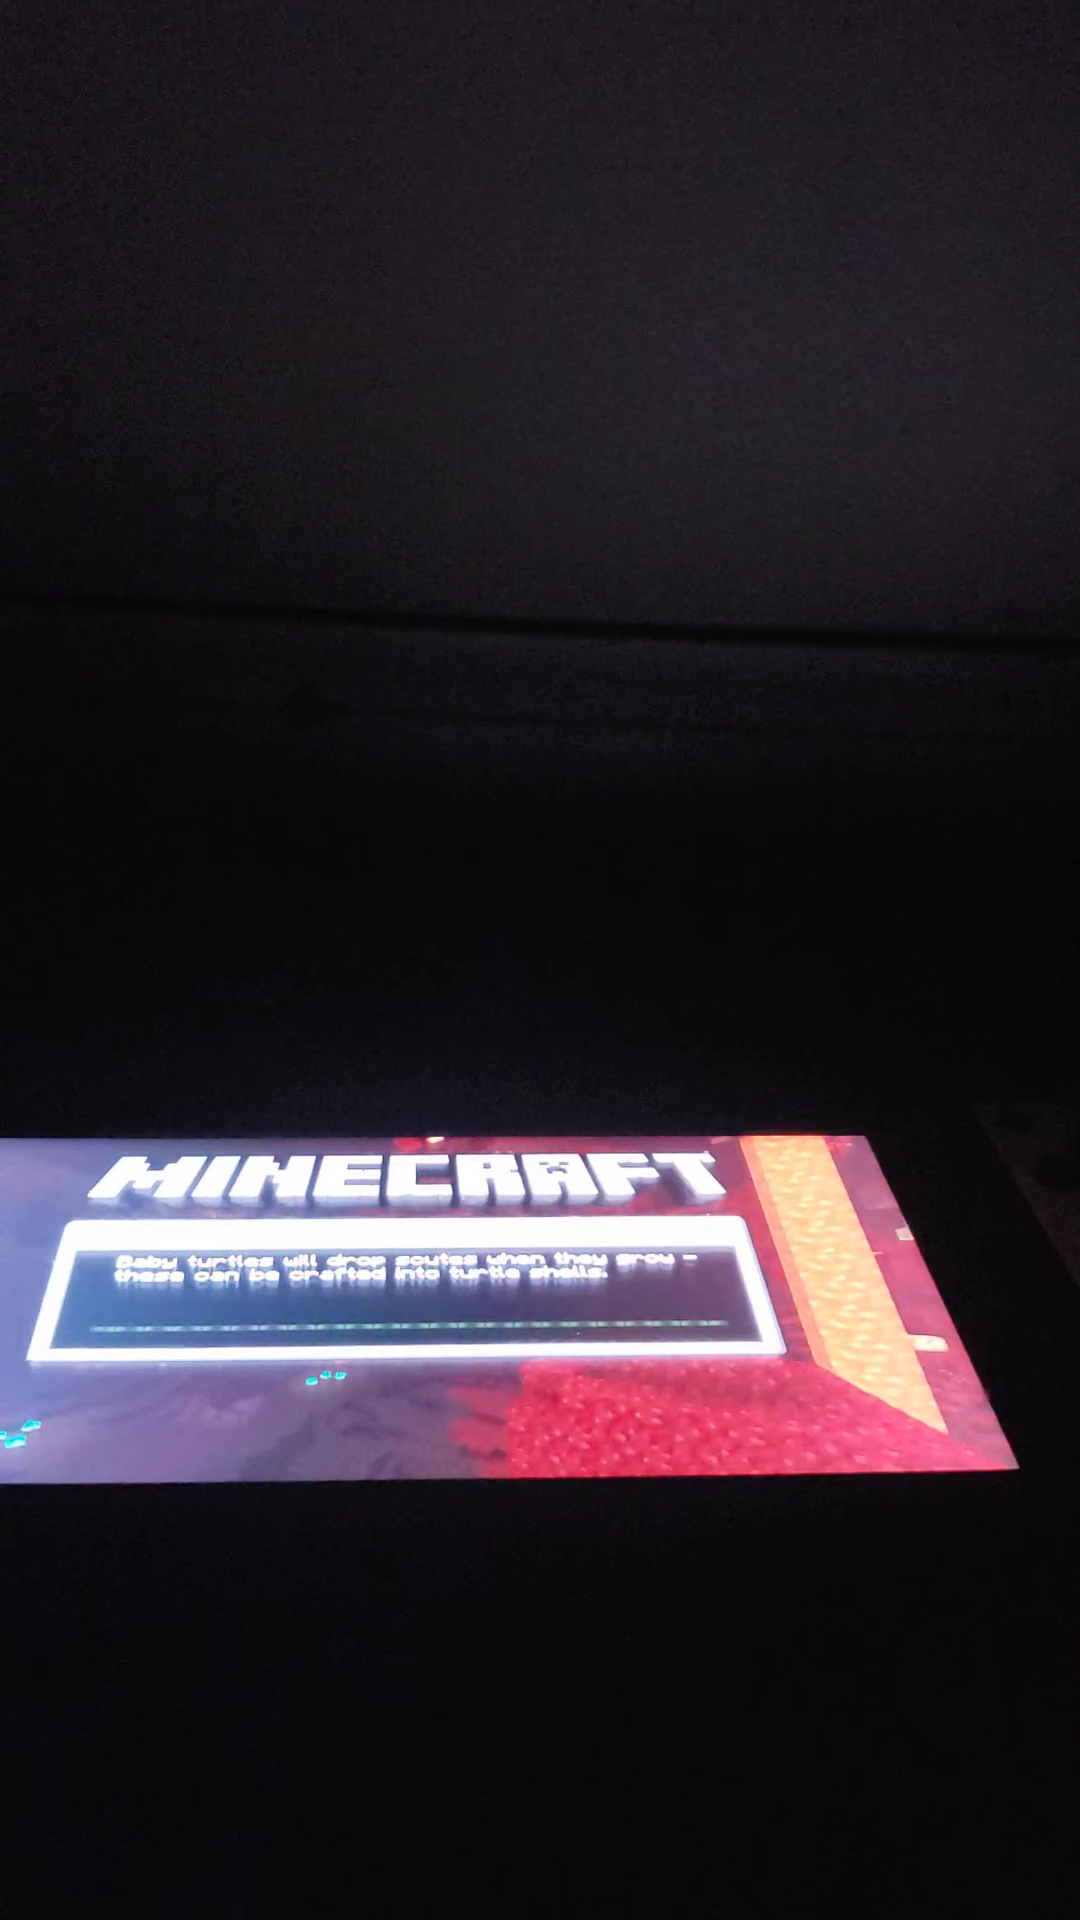 MINECRAFT
Baby turtles will drop scutes when they grow -
these can be crafted into turtle shells.